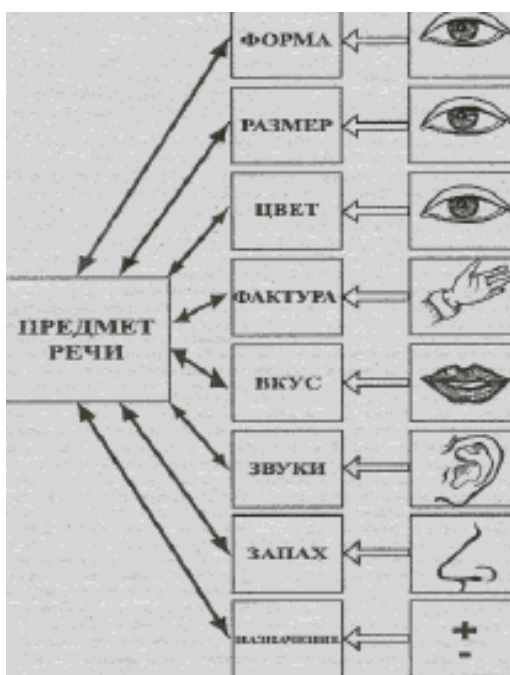 ФОРМА
РАЗМЕР
ЦВЕТ
ФАКТУРА
ПРЕДМЕТ
РЕЧИ
ВКУС
ЗВУКИ
ЗАПАХ
НАЗНАЧЕНИЕ
+
-